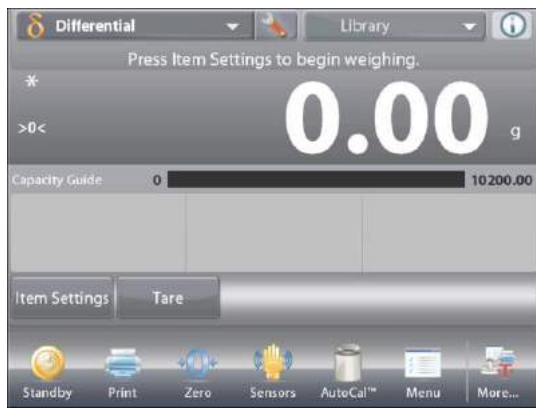 δ Differential Library
Press Item Settings to begin weighing.
*
>0<
0.00 g
Capacity Guide 0 10200.00
Item Settings Tare
Standby Print Zero Sensors AutoCal™ Menu More...